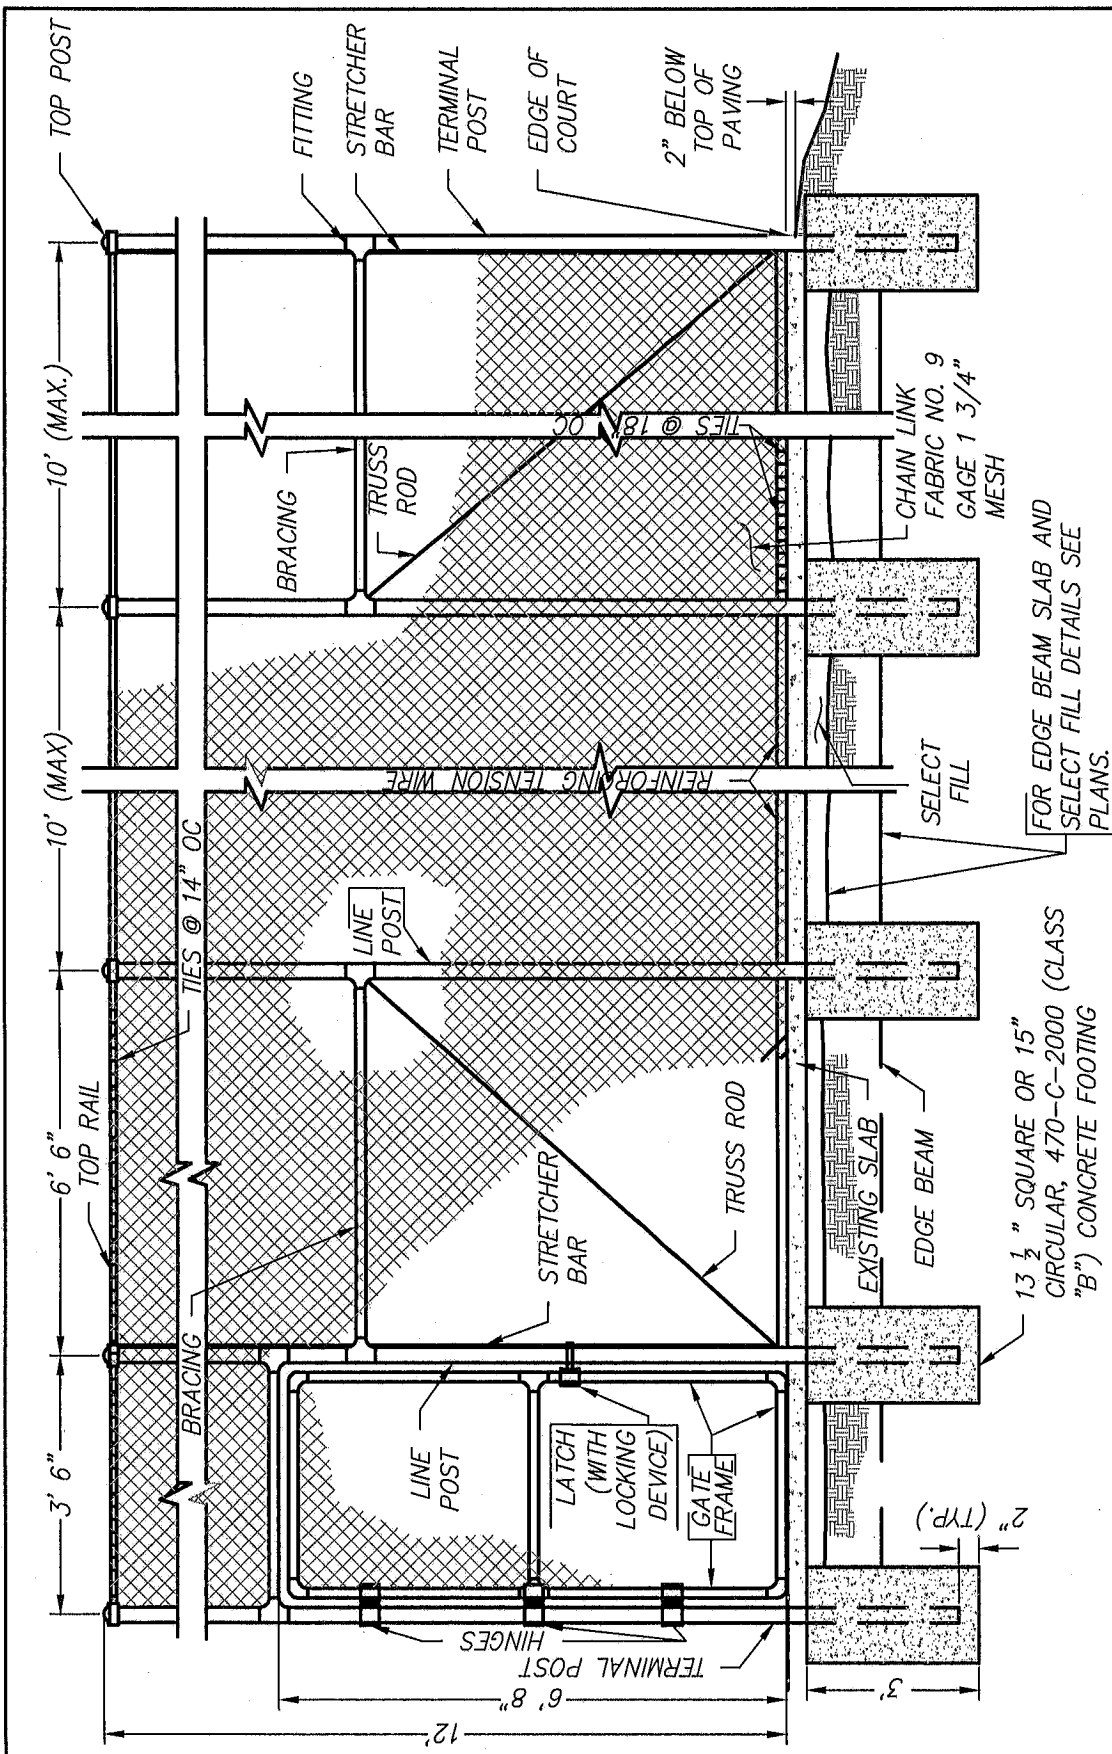 3' 6"
6' 6"
10' (MAX)
10' (MAX.)
TOP POST
TOP RAIL
TIES @ 14" OC
BRACING
LINE
POST
BRACING
TRUSS
ROD
FITTING
STRETCHER
BAR
TERMINAL
POST
EDGE OF
COURT
2" BELOW
TOP OF
PAVING
LINE
POST
STRETCHER
BAR
LATCH
(WITH
LOCKING
DEVICE)
GATE
FRAME
TRUSS ROD
REINFORCING TENSION WIRE
TIES @ 18" OC
HINGES
TERMINAL POST
12'
6' 8"
3'
2" (TYP.)
EXISTING SLAB
EDGE BEAM
SELECT
FILL
CHAIN LINK
FABRIC NO. 9
GAGE 1 3/4"
MESH
13 1/2 " SQUARE OR 15"
CIRCULAR, 470-C-2000 (CLASS
"B") CONCRETE FOOTING
FOR EDGE BEAM SLAB AND
SELECT FILL DETAILS SEE
PLANS.